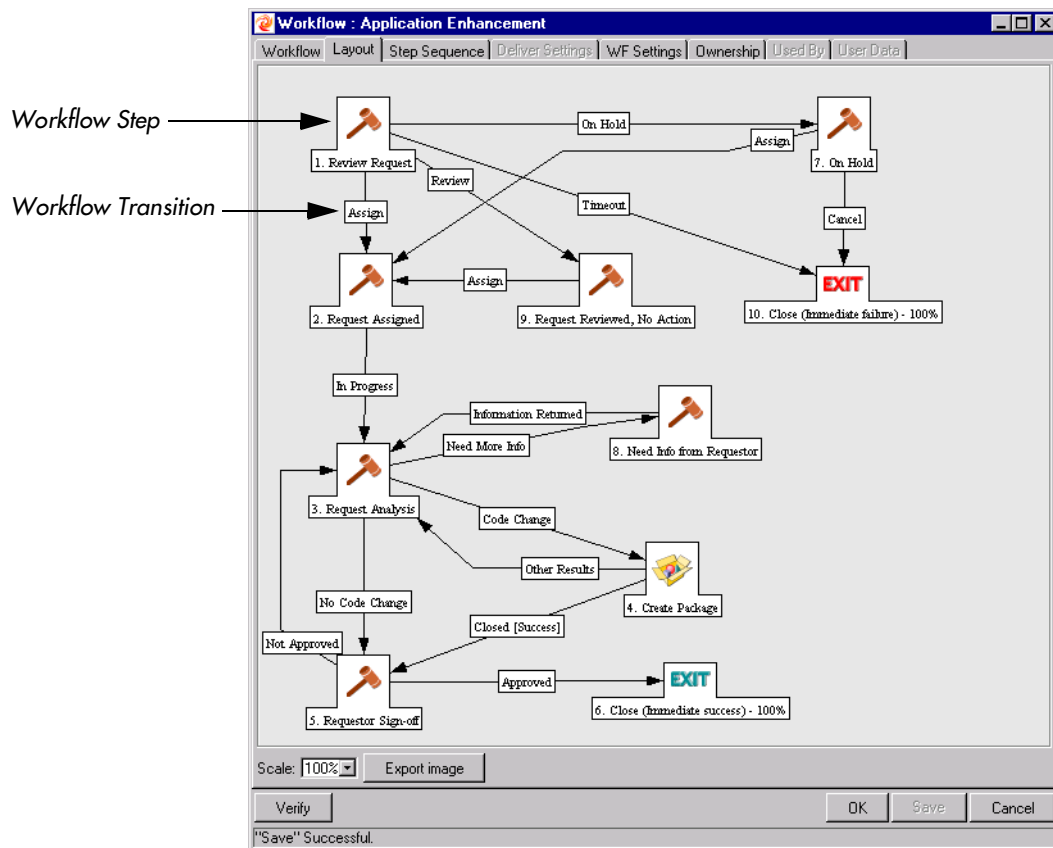 Workflow : Application Enhancement
Workflow Layout Step Sequence Deliver Settings WF Settings Ownership Used By User Data
Workflow Step
On Hold
Assign
1. Review Request
7. On Hold
Review
Workflow Transition
Assign
Timeout
Cancel
Assign
EXIT
2. Request Assigned
9. Request Reviewed, No Action
10. Close (Immediate failure) - 100%
In Progress
Information Returned
Need More Info
8. Need Info from Requestor
3. Request Analysis
Code Change
Other Results
No Code Change
4. Create Package
Closed [Success]
Not Approved
Approved
EXIT
5. Requestor Sign-off
6. Close (Immediate success) - 100%
Scale: 100% Export image
Verify OK Save Cancel
"Save" Successful.